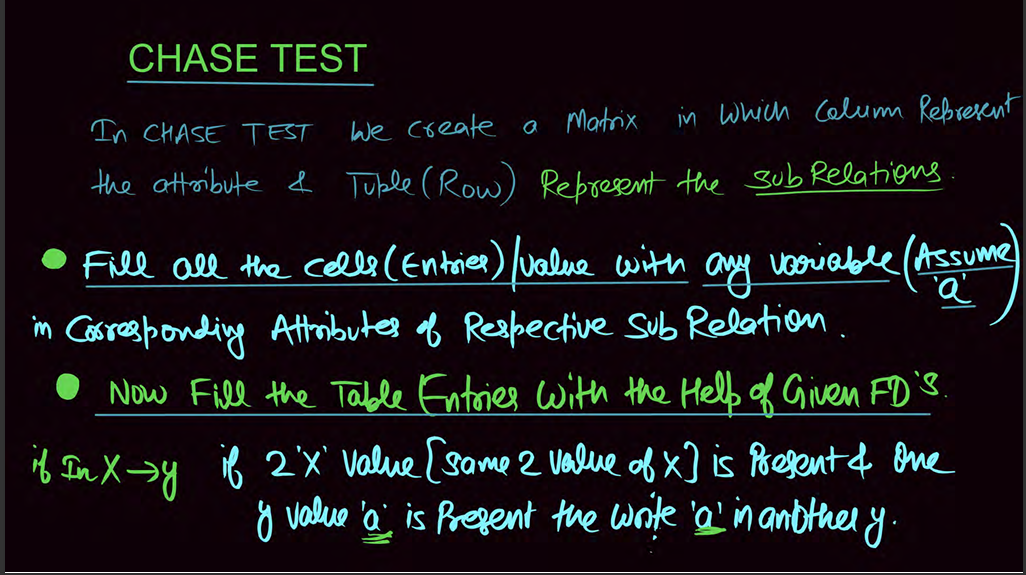 CHASE TEST
In CHASE TEST We create a Matrix in Which Column Represent
the attribute & Tuple (Row) Represent the sub Relations.
Fill all the cells (Entries) / value with any variable (Assume 'a')
in Corresponding Attributes of Respective Sub Relation.
Now Fill the Table Entries With the Help of Given FD's.
if In X → y if 2 'X' value [same 2 value of X] is Present & One
y value 'a' is Present the write 'a' in another y.